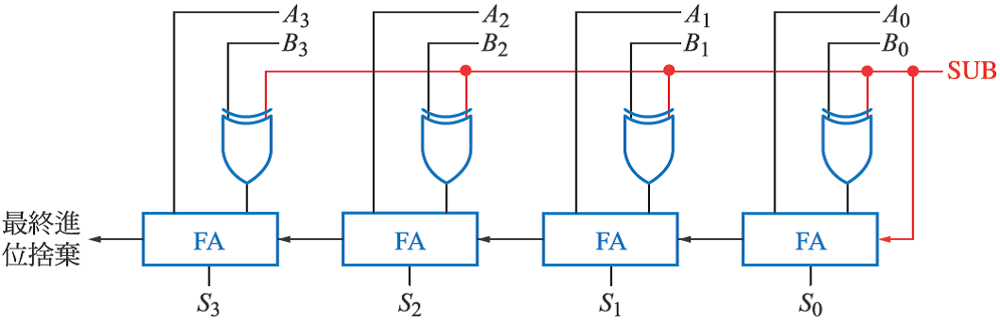 A₃ A₂ A₁ A₀
B₃ B₂ B₁ B₀
SUB
最終進
位捨棄
FA FA FA FA
S₃ S₂ S₁ S₀